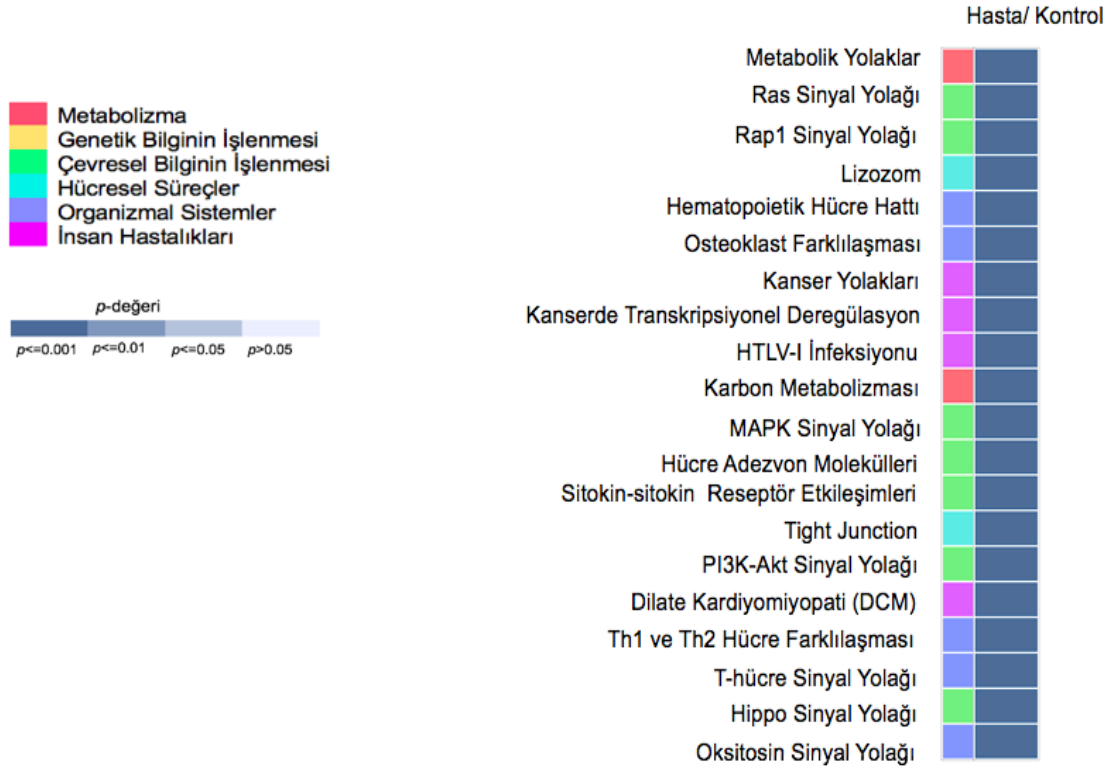 Hasta/ Kontrol
Metabolizma
Genetik Bilginin İşlenmesi
Çevresel Bilginin İşlenmesi
Hücresel Süreçler
Organizmal Sistemler
İnsan Hastalıkları
p-değeri
p<=0.001 p<=0.01 p<=0.05 p>0.05
Metabolik Yolaklar
Ras Sinyal Yolağı
Rap1 Sinyal Yolağı
Lizozom
Hematopoietik Hücre Hattı
Osteoklast Farklılaşması
Kanser Yolakları
Kanserde Transkripsiyonel Deregülasyon
HTLV-I İnfeksiyonu
Karbon Metabolizması
MAPK Sinyal Yolağı
Hücre Adezvon Molekülleri
Sitokin-sitokin Reseptör Etkileşimleri
Tight Junction
PI3K-Akt Sinyal Yolağı
Dilate Kardiyomiyopati (DCM)
Th1 ve Th2 Hücre Farklılaşması
T-hücre Sinyal Yolağı
Hippo Sinyal Yolağı
Oksitosin Sinyal Yolağı